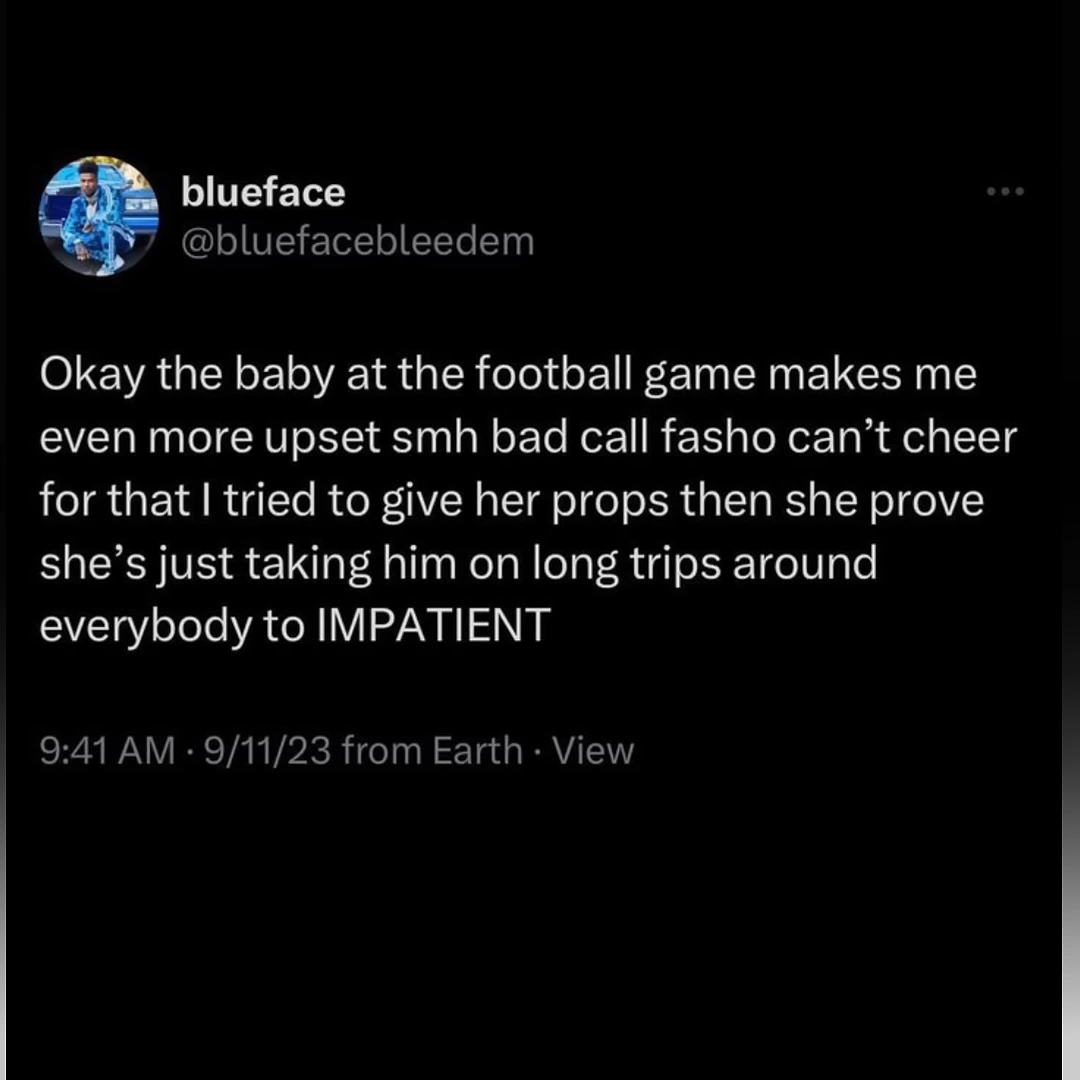 blueface
@bluefacebleedem
Okay the baby at the football game makes me
even more upset smh bad call fasho can’t cheer
for that I tried to give her props then she prove
she’s just taking him on long trips around
everybody to IMPATIENT
9:41 AM · 9/11/23 from Earth · View